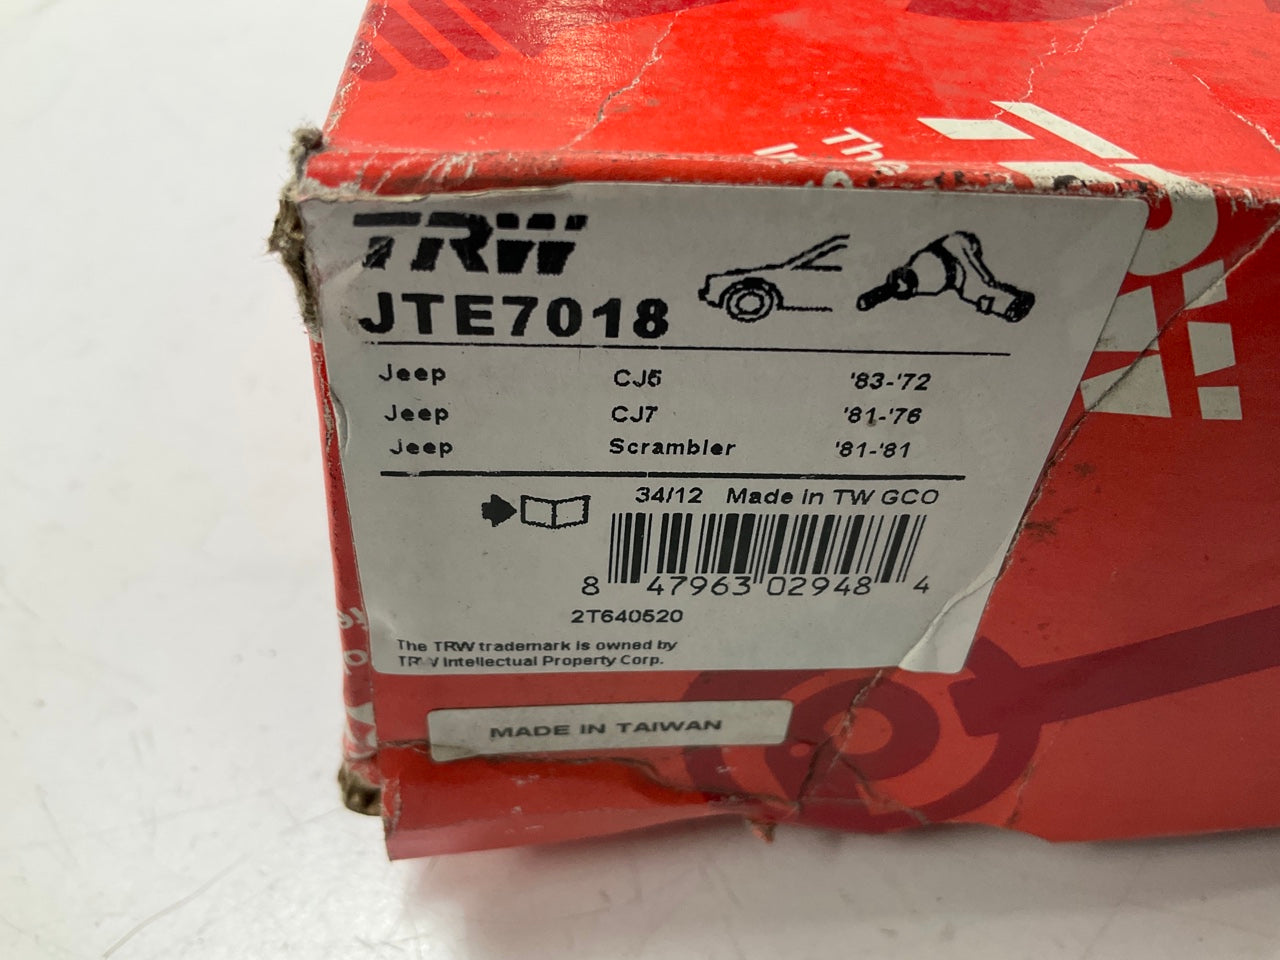 The
TRW
JTE7018
Jeep CJ5 '83-'72
Jeep CJ7 '81-'76
Jeep Scrambler '81-'81
34/12 Made in TW GCO
8 47963 02948 4
2T640520
The TRW trademark is owned by
TRW Intellectual Property Corp.
MADE IN TAIWAN